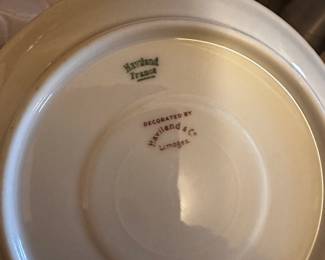 Haviland
France
DECORATED BY
Haviland & Co
Limoges